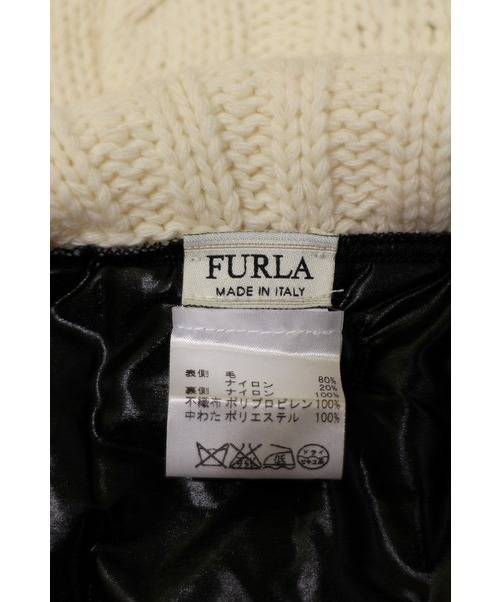 FURLA
MADE IN ITALY
表側 毛 80%
ナイロン 20%
裏側 ナイロン 100%
不織布 ポリプロピレン 100%
中わた ポリエステル 100%